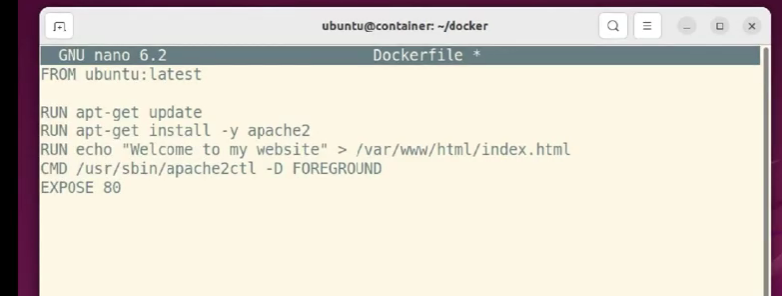 ubuntu@container: ~/docker
GNU nano 6.2 Dockerfile *
FROM ubuntu:latest
RUN apt-get update
RUN apt-get install -y apache2
RUN echo "Welcome to my website" > /var/www/html/index.html
CMD /usr/sbin/apache2ctl -D FOREGROUND
EXPOSE 80